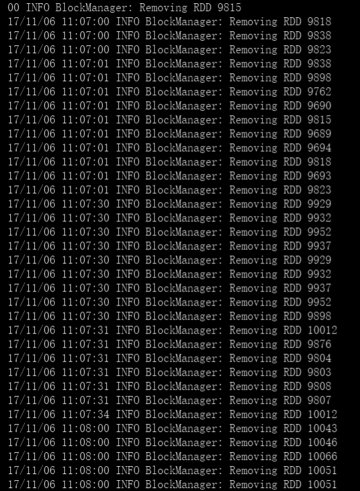 00 INFO BlockManager: Removing RDD 9815
17/11/06 11:07:00 INFO BlockManager: Removing RDD 9818
17/11/06 11:07:00 INFO BlockManager: Removing RDD 9838
17/11/06 11:07:00 INFO BlockManager: Removing RDD 9823
17/11/06 11:07:01 INFO BlockManager: Removing RDD 9838
17/11/06 11:07:01 INFO BlockManager: Removing RDD 9898
17/11/06 11:07:01 INFO BlockManager: Removing RDD 9762
17/11/06 11:07:01 INFO BlockManager: Removing RDD 9690
17/11/06 11:07:01 INFO BlockManager: Removing RDD 9815
17/11/06 11:07:01 INFO BlockManager: Removing RDD 9689
17/11/06 11:07:01 INFO BlockManager: Removing RDD 9694
17/11/06 11:07:01 INFO BlockManager: Removing RDD 9818
17/11/06 11:07:01 INFO BlockManager: Removing RDD 9693
17/11/06 11:07:01 INFO BlockManager: Removing RDD 9823
17/11/06 11:07:30 INFO BlockManager: Removing RDD 9929
17/11/06 11:07:30 INFO BlockManager: Removing RDD 9932
17/11/06 11:07:30 INFO BlockManager: Removing RDD 9952
17/11/06 11:07:30 INFO BlockManager: Removing RDD 9937
17/11/06 11:07:30 INFO BlockManager: Removing RDD 9929
17/11/06 11:07:30 INFO BlockManager: Removing RDD 9932
17/11/06 11:07:30 INFO BlockManager: Removing RDD 9937
17/11/06 11:07:30 INFO BlockManager: Removing RDD 9952
17/11/06 11:07:30 INFO BlockManager: Removing RDD 9898
17/11/06 11:07:31 INFO BlockManager: Removing RDD 10012
17/11/06 11:07:31 INFO BlockManager: Removing RDD 9876
17/11/06 11:07:31 INFO BlockManager: Removing RDD 9804
17/11/06 11:07:31 INFO BlockManager: Removing RDD 9803
17/11/06 11:07:31 INFO BlockManager: Removing RDD 9808
17/11/06 11:07:31 INFO BlockManager: Removing RDD 9807
17/11/06 11:07:34 INFO BlockManager: Removing RDD 10012
17/11/06 11:08:00 INFO BlockManager: Removing RDD 10043
17/11/06 11:08:00 INFO BlockManager: Removing RDD 10046
17/11/06 11:08:00 INFO BlockManager: Removing RDD 10066
17/11/06 11:08:00 INFO BlockManager: Removing RDD 10051
17/11/06 11:08:00 INFO BlockManager: Removing RDD 10051